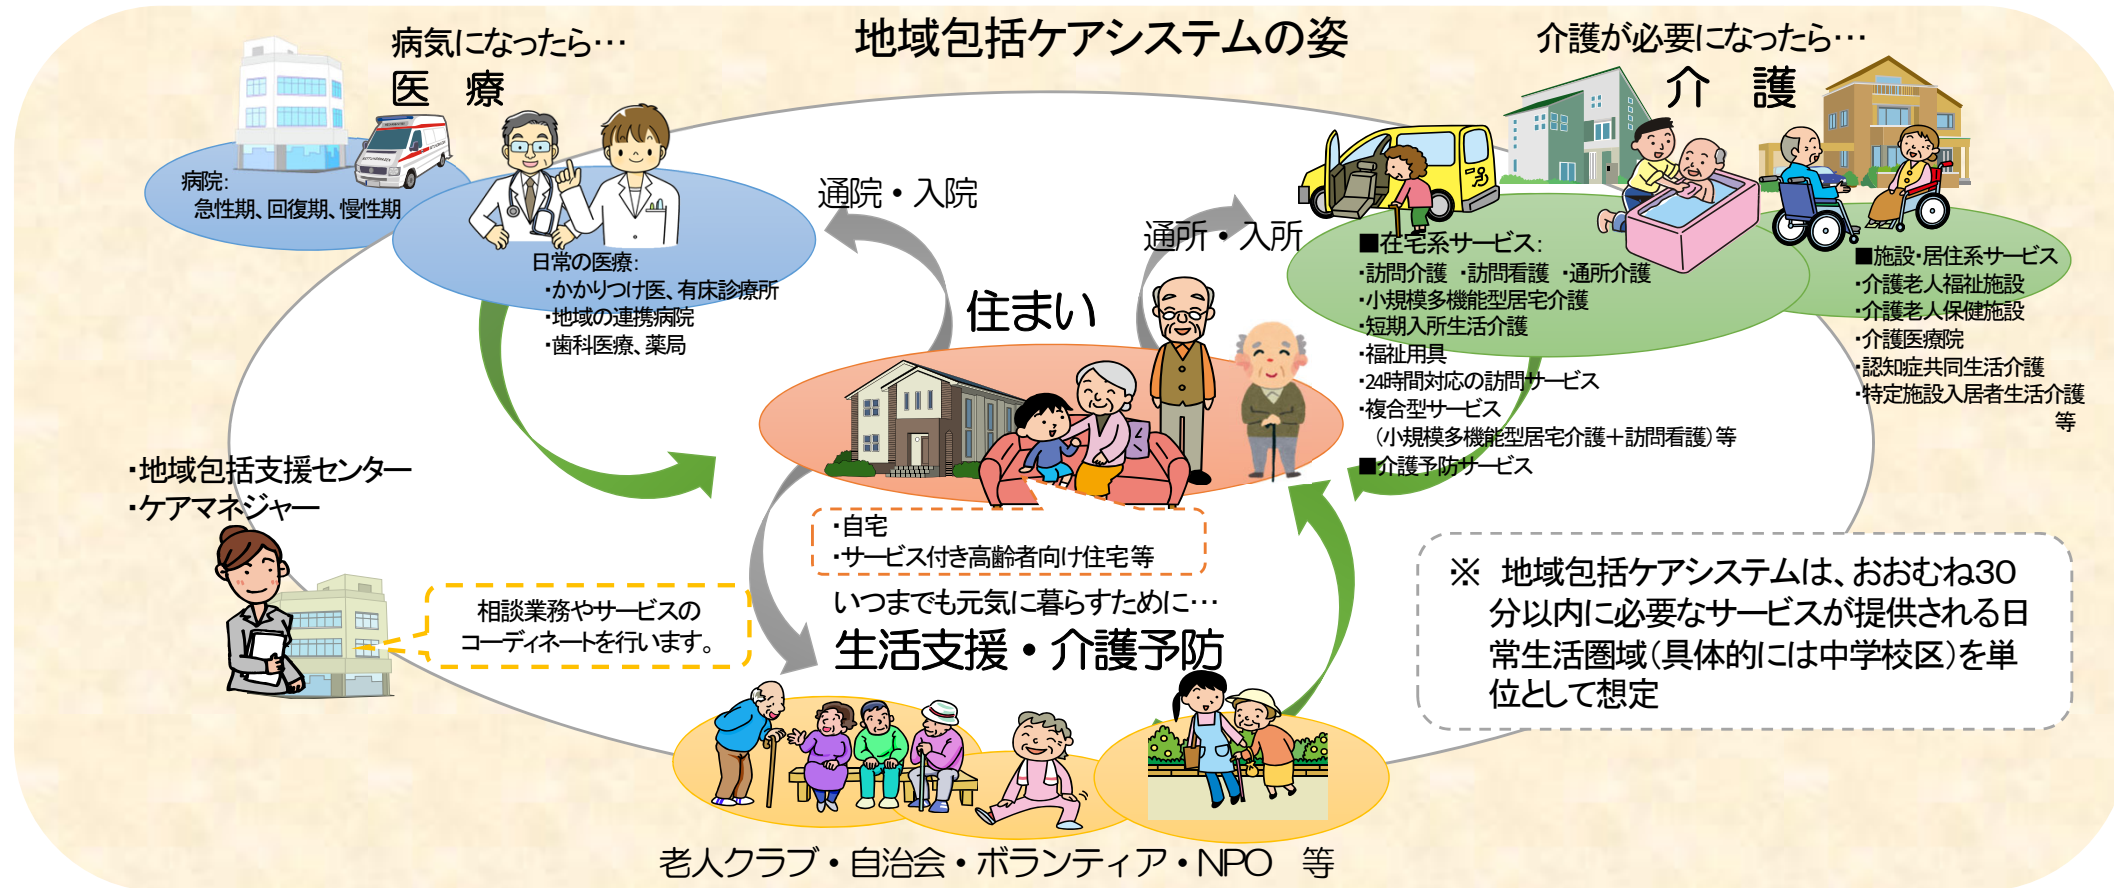 地域包括ケアシステムの姿
病気になったら…
医 療
病院:
急性期、回復期、慢性期
日常の医療:
・かかりつけ医、有床診療所
・地域の連携病院
・歯科医療、薬局
通院・入院
通所・入所
住まい
・自宅
・サービス付き高齢者向け住宅等
介護が必要になったら…
介 護
■在宅系サービス:
・訪問介護 ・訪問看護 ・通所介護
・小規模多機能型居宅介護
・短期入所生活介護
・福祉用具
・24時間対応の訪問サービス
・複合型サービス
（小規模多機能型居宅介護＋訪問看護）等
■介護予防サービス
■施設・居住系サービス
・介護老人福祉施設
・介護老人保健施設
・介護医療院
・認知症共同生活介護
・特定施設入居者生活介護
等
・地域包括支援センター
・ケアマネジャー
相談業務やサービスの
コーディネートを行います。
いつまでも元気に暮らすために…
生活支援・介護予防
老人クラブ・自治会・ボランティア・NPO 等
※ 地域包括ケアシステムは、おおむね30
分以内に必要なサービスが提供される日
常生活圏域（具体的には中学校区）を単
位として想定